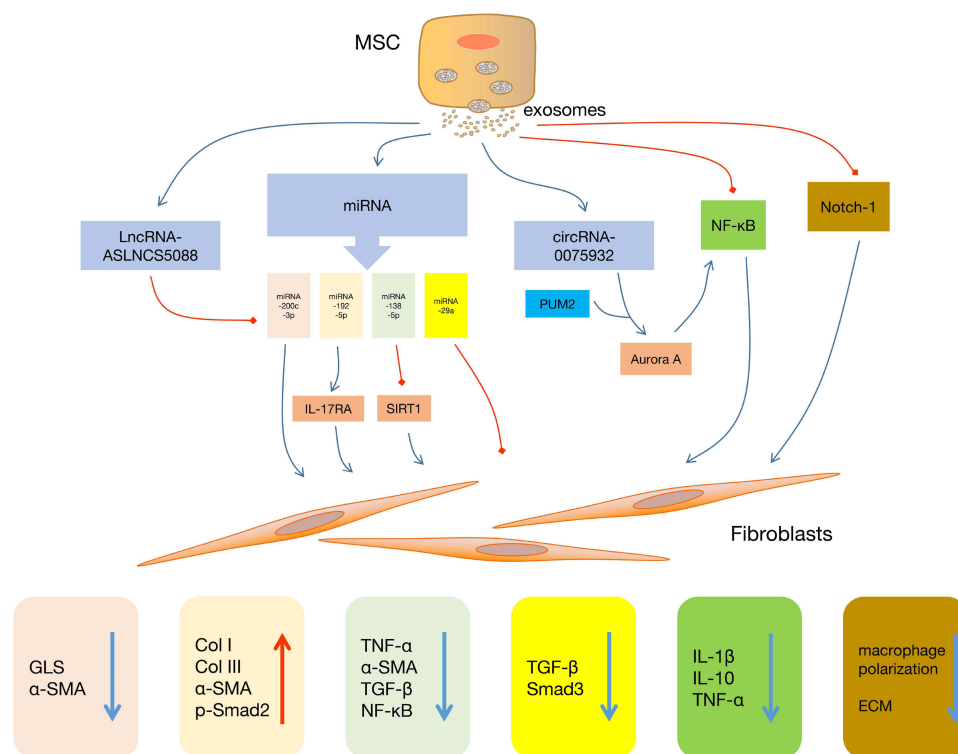 MSC
exosomes
LncRNA-
ASLNCS5088
miRNA
circRNA-
0075932
NF-κB
Notch-1
miRNA
-200c
-3p
miRNA
-192
-5p
miRNA
-138
-5p
miRNA
-29a
PUM2
Aurora A
IL-17RA
SIRT1
Fibroblasts
GLS
α-SMA
Col I
Col III
α-SMA
p-Smad2
TNF-α
α-SMA
TGF-β
NF-κB
TGF-β
Smad3
IL-1β
IL-10
TNF-α
macrophage
polarization
ECM